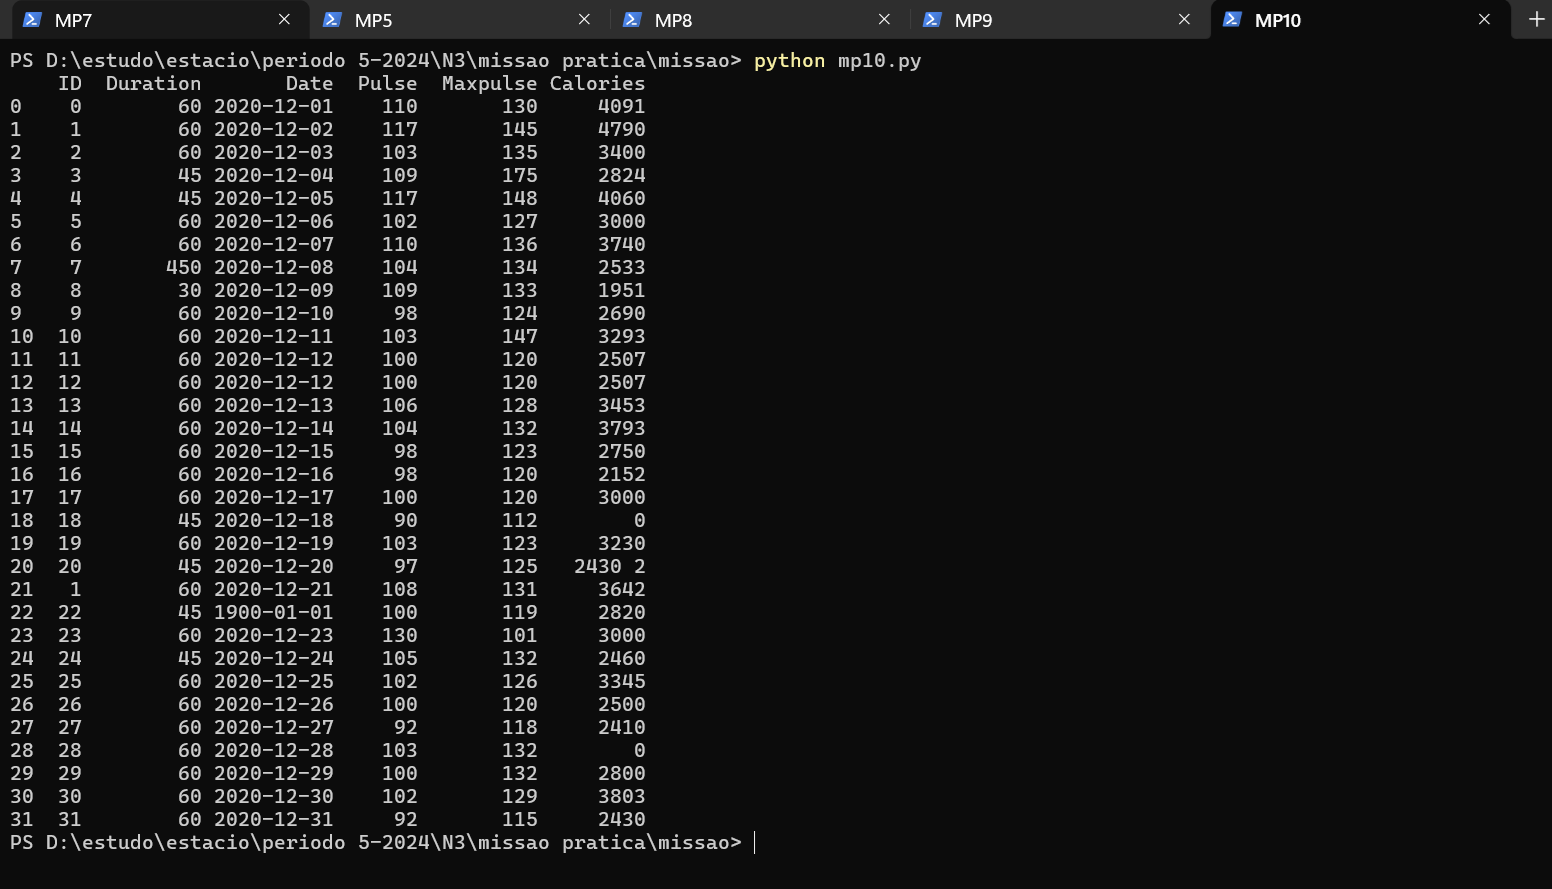 MP7 MP5 MP8 MP9 MP10
PS D:\estudo\estacio\periodo 5-2024\N3\missao pratica\missao> python mp10.py
    ID  Duration       Date  Pulse  Maxpulse Calories
0    0        60 2020-12-01    110       130     4091
1    1        60 2020-12-02    117       145     4790
2    2        60 2020-12-03    103       135     3400
3    3        45 2020-12-04    109       175     2824
4    4        45 2020-12-05    117       148     4060
5    5        60 2020-12-06    102       127     3000
6    6        60 2020-12-07    110       136     3740
7    7       450 2020-12-08    104       134     2533
8    8        30 2020-12-09    109       133     1951
9    9        60 2020-12-10     98       124     2690
10  10        60 2020-12-11    103       147     3293
11  11        60 2020-12-12    100       120     2507
12  12        60 2020-12-12    100       120     2507
13  13        60 2020-12-13    106       128     3453
14  14        60 2020-12-14    104       132     3793
15  15        60 2020-12-15     98       123     2750
16  16        60 2020-12-16     98       120     2152
17  17        60 2020-12-17    100       120     3000
18  18        45 2020-12-18     90       112        0
19  19        60 2020-12-19    103       123     3230
20  20        45 2020-12-20     97       125   2430 2
21   1        60 2020-12-21    108       131     3642
22  22        45 1900-01-01    100       119     2820
23  23        60 2020-12-23    130       101     3000
24  24        45 2020-12-24    105       132     2460
25  25        60 2020-12-25    102       126     3345
26  26        60 2020-12-26    100       120     2500
27  27        60 2020-12-27     92       118     2410
28  28        60 2020-12-28    103       132        0
29  29        60 2020-12-29    100       132     2800
30  30        60 2020-12-30    102       129     3803
31  31        60 2020-12-31     92       115     2430
PS D:\estudo\estacio\periodo 5-2024\N3\missao pratica\missao>